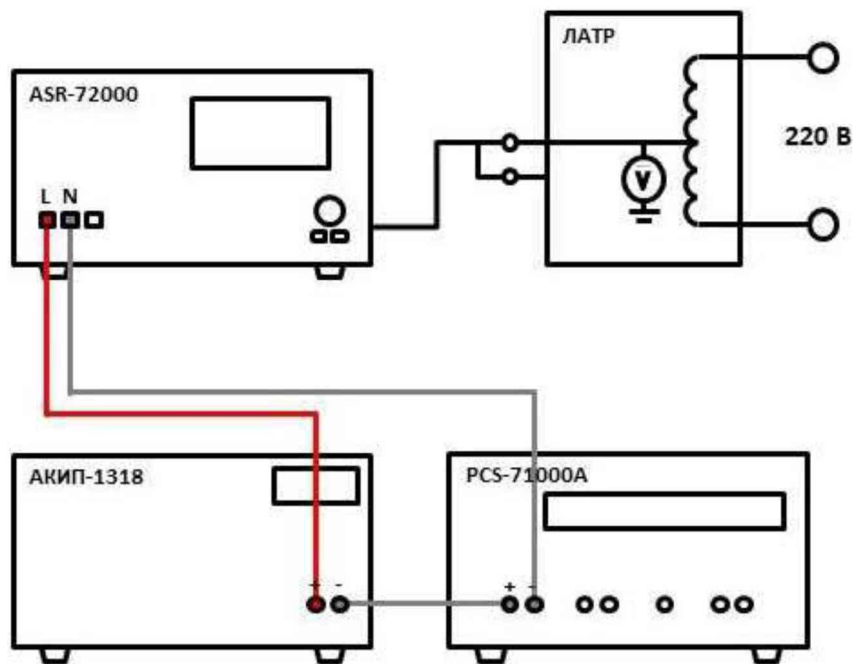 ЛАТР
ASR-72000
220 В
V
L N
АКИП-1318
PCS-71000A
+ -
+ -